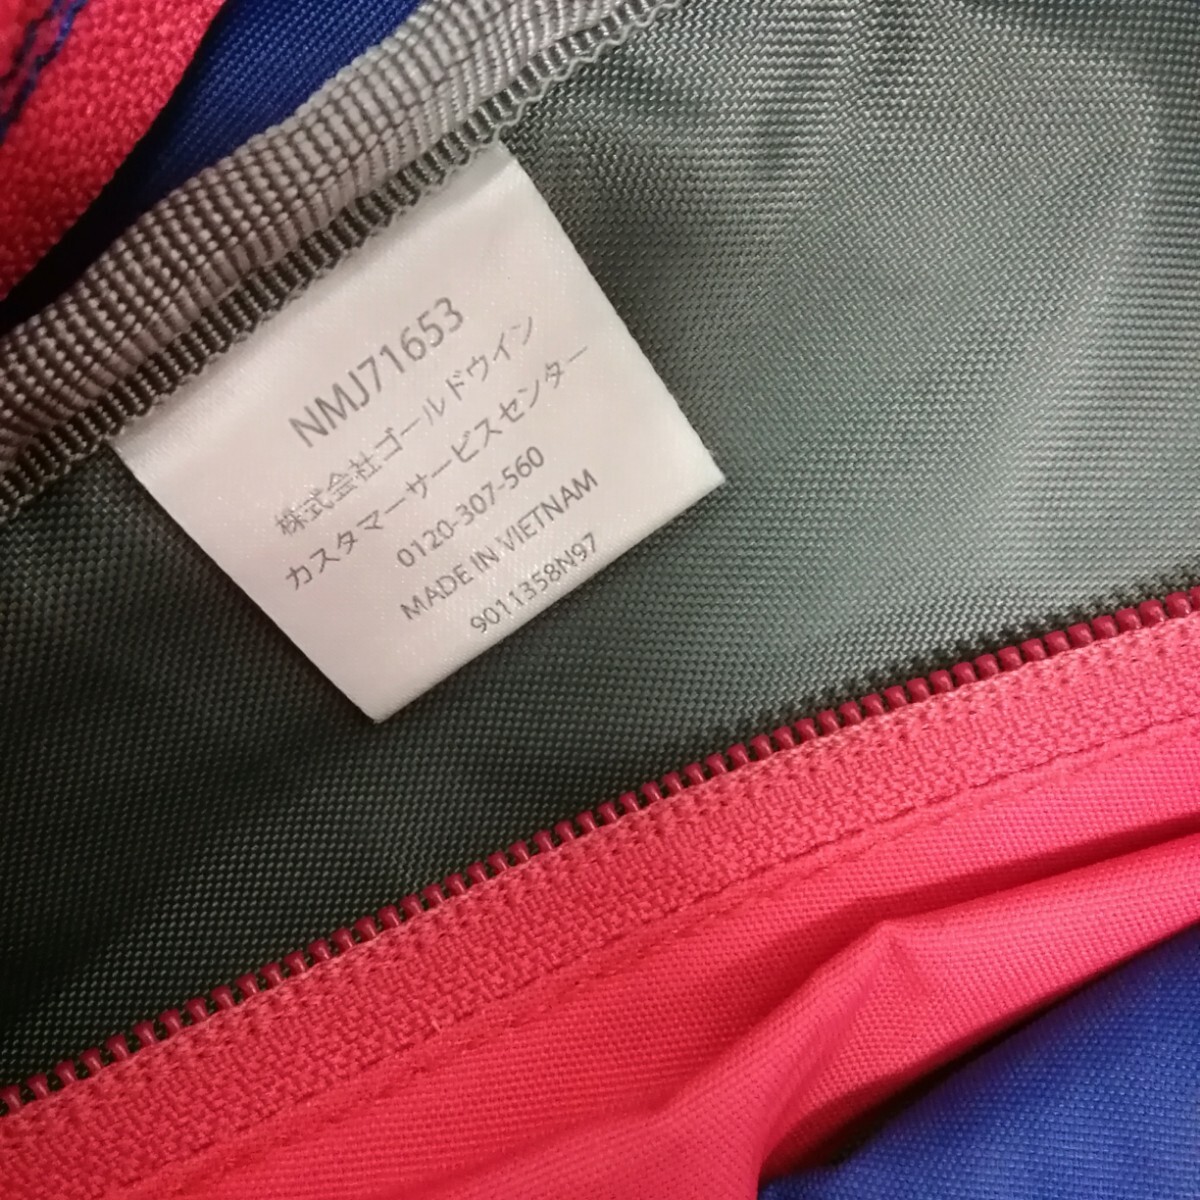 NMJ71653
株式会社ゴールドウイン
カスタマーサービスセンター
0120-307-560
MADE IN VIETNAM
9011358N97